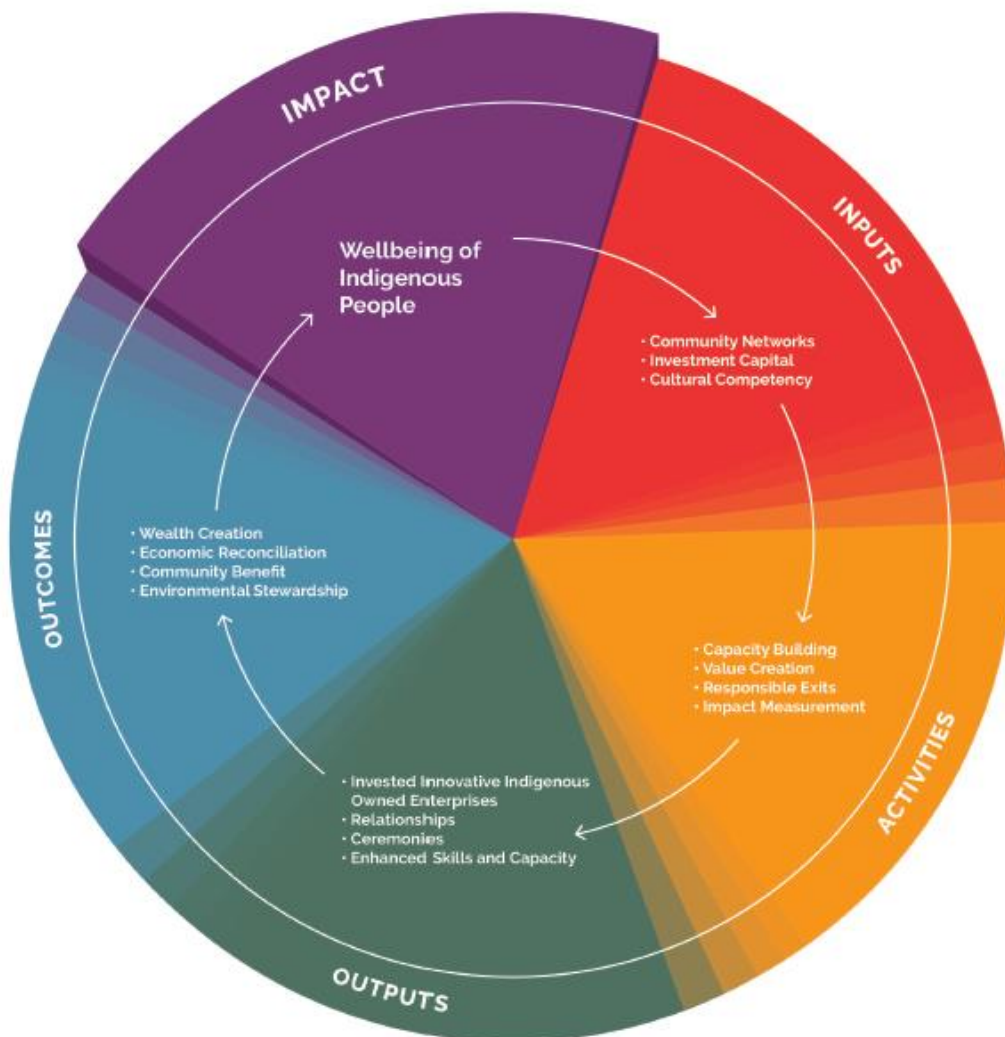 IMPACT
Wellbeing of
Indigenous
People
INPUTS
• Community Networks
• Investment Capital
• Cultural Competency
ACTIVITIES
• Capacity Building
• Value Creation
• Responsible Exits
• Impact Measurement
OUTPUTS
• Invested Innovative Indigenous
Owned Enterprises
• Relationships
• Ceremonies
• Enhanced Skills and Capacity
OUTCOMES
• Wealth Creation
• Economic Reconciliation
• Community Benefit
• Environmental Stewardship